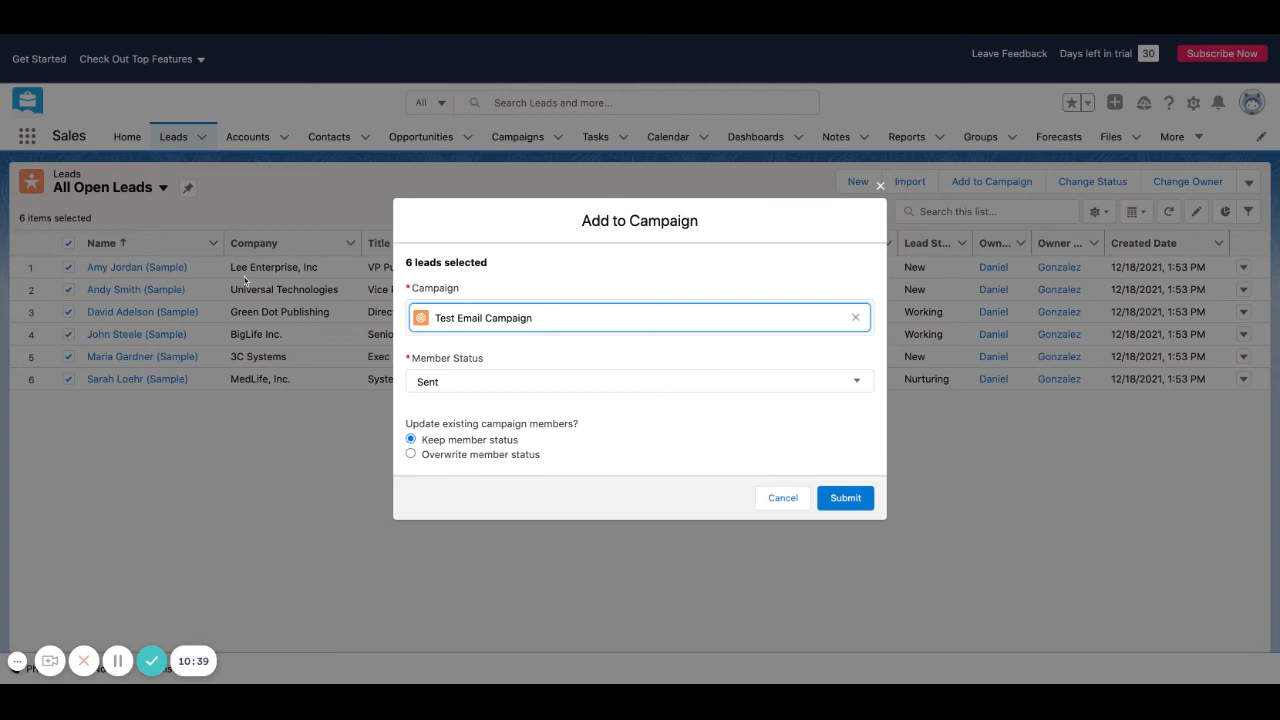 Get Started Check Out Top Features Leave Feedback Days left in trial 30 Subscribe Now
All Search Leads and more...
Sales Home Leads Accounts Contacts Opportunities Campaigns Tasks Calendar Dashboards Notes Reports Groups Forecasts Files More
Leads
All Open Leads New Import Add to Campaign Change Status Change Owner
6 items selected Search this list...
Name Company Title Lead St... Own... Owner ... Created Date
1 Amy Jordan (Sample) Lee Enterprise, Inc VP Pu New Daniel Gonzalez 12/18/2021, 1:53 PM
2 Andy Smith (Sample) Universal Technologies Vice New Daniel Gonzalez 12/18/2021, 1:53 PM
3 David Adelson (Sample) Green Dot Publishing Direc Working Daniel Gonzalez 12/18/2021, 1:53 PM
4 John Steele (Sample) BigLife Inc. Senio Working Daniel Gonzalez 12/18/2021, 1:53 PM
5 Maria Gardner (Sample) 3C Systems Exec New Daniel Gonzalez 12/18/2021, 1:53 PM
6 Sarah Loehr (Sample) MedLife, Inc. Syste Nurturing Daniel Gonzalez 12/18/2021, 1:53 PM
Add to Campaign
6 leads selected
*Campaign
Test Email Campaign
*Member Status
Sent
Update existing campaign members?
Keep member status
Overwrite member status
Cancel Submit
10:39